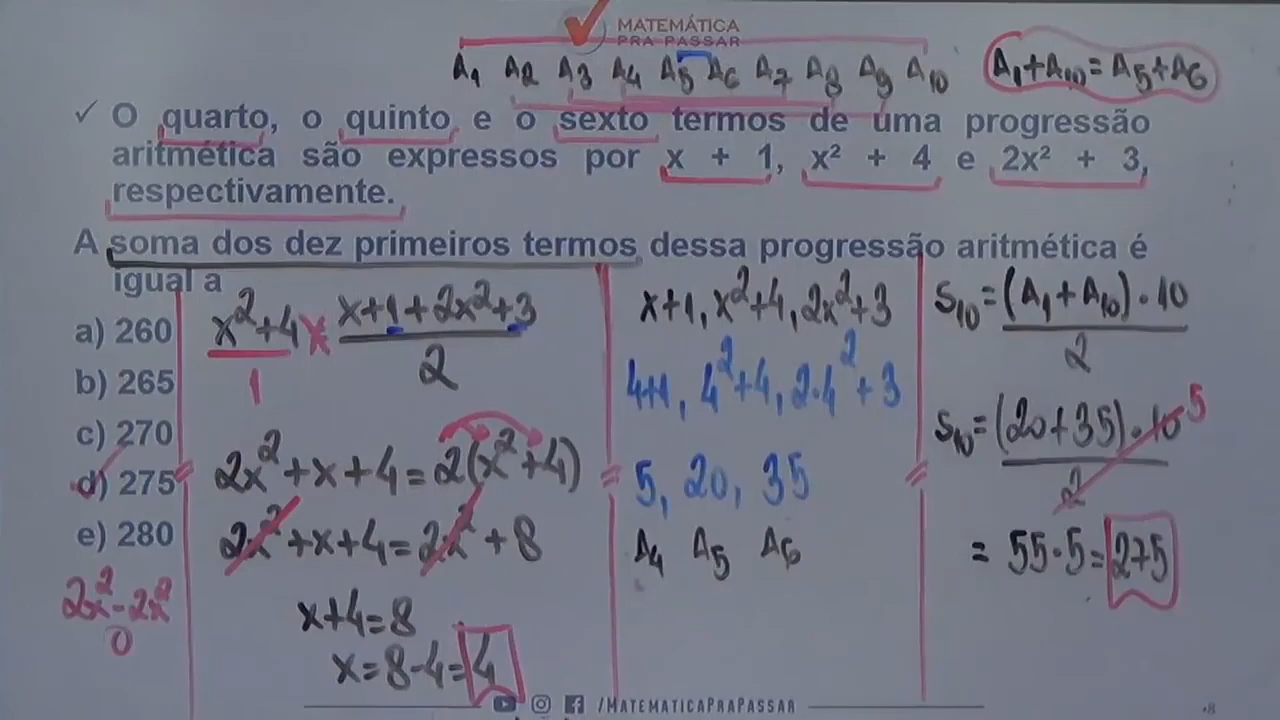 MATEMÁTICA
PRA PASSAR
A1 A2 A3 A4 A5 A6 A7 A8 A9 A10
A1+A10=A5+A6
✓ O quarto, o quinto e o sexto termos de uma progressão
aritmética são expressos por x + 1, x² + 4 e 2x² + 3,
respectivamente.
A soma dos dez primeiros termos dessa progressão aritmética é
igual a
a) 260
b) 265
c) 270
d) 275
e) 280
2x²-2x²
0
x²+4 x x+1+2x²+3
1 2
2x²+x+4=2(x²+4)
2x²+x+4=2x²+8
x+4=8
x=8-4=4
x+1, x²+4, 2x²+3
4+1, 4²+4, 2·4²+3
5, 20, 35
A4 A5 A6
S10=(A1+A10)·10
2
S10=(20+35)·10 5
2
= 55·5=275
/MATEMATICAPRAPASSAR